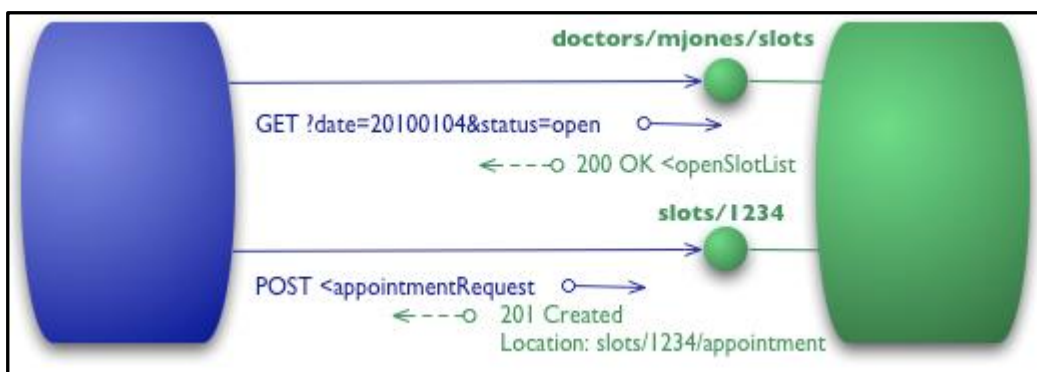 doctors/mjones/slots
GET ?date=20100104&status=open
200 OK <openSlotList
slots/1234
POST <appointmentRequest
201 Created
Location: slots/1234/appointment